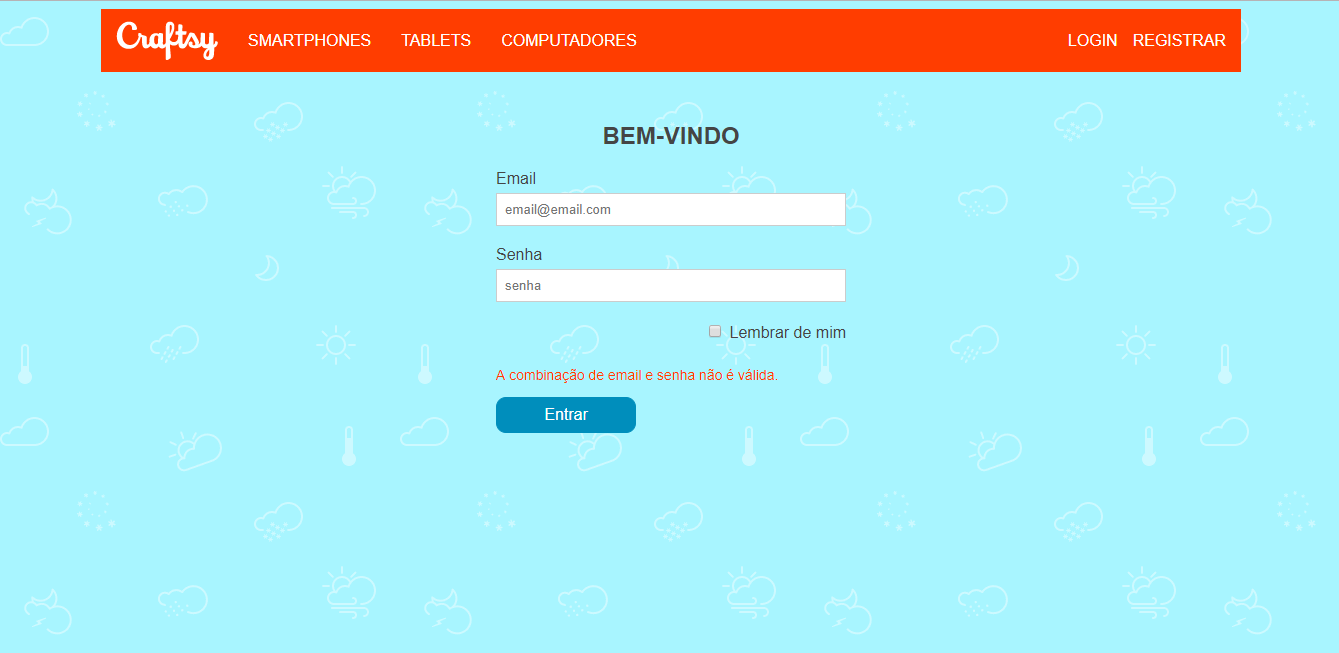 Craftsy SMARTPHONES TABLETS COMPUTADORES LOGIN REGISTRAR
BEM-VINDO
Email
email@email.com
Senha
senha
Lembrar de mim
A combinação de email e senha não é válida.
Entrar